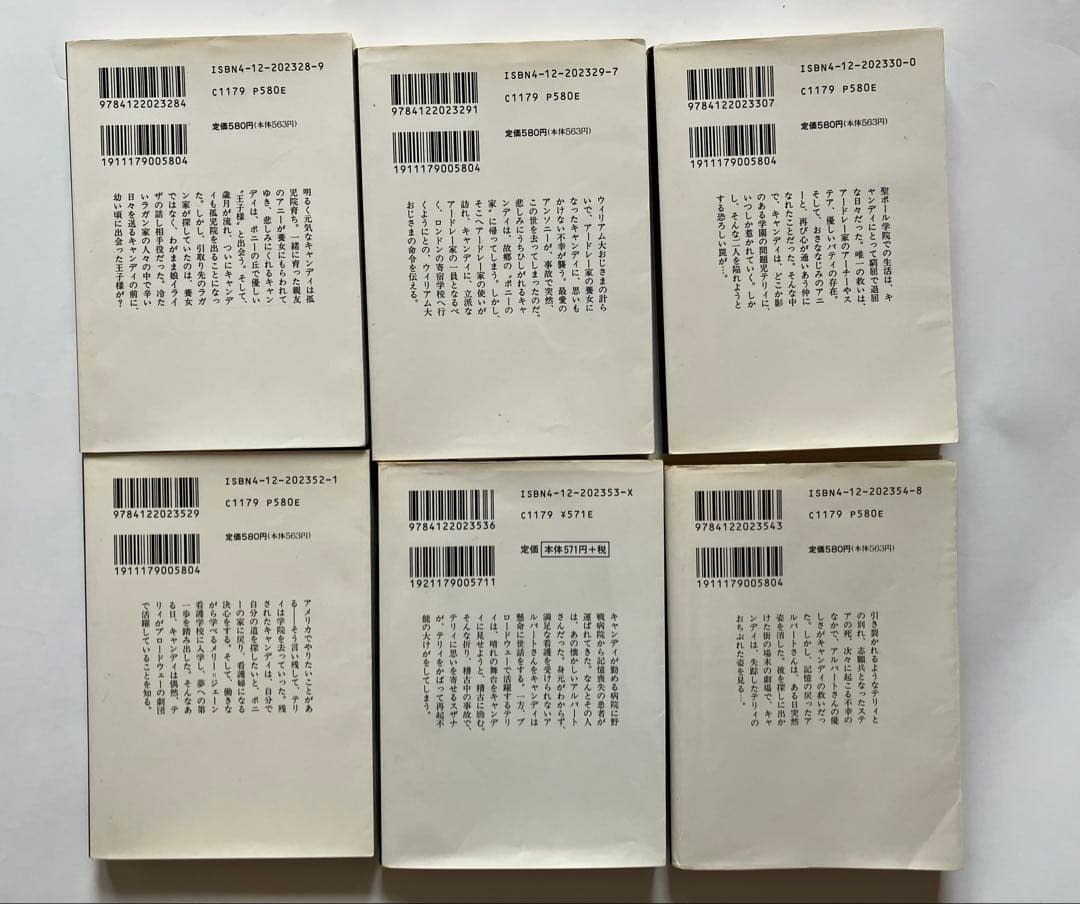 ISBN4-12-202328-9
9784122023284
C1179 P580E
定価580円(本体563円)
1911179005804
明るく元気なキャンディは孤
児院育ち。一緒に育った親友
のアニーが養女にもらわれて
ゆき、悲しみにくれるキャン
ディは、ポニーの丘で優しい
"王子様"と出会う。そして、
歳月が流れ、ついにキャンデ
ィも孤児院を出ることになっ
た。しかし、引取り先のラガ
ン家が探していたのは、養女
ではなく、わがまま娘イライ
ザの話し相手役だった。冷た
いラガン家の人々の中で辛い
日々を送るキャンディの前に、
幼い頃に出会った王子様が?
ISBN4-12-202329-7
9784122023291
C1179 P580E
定価580円(本体563円)
1911179005804
ウィリアム大おじさまの計ら
いで、アードレー家の養女に
なったキャンディに、思いも
かけない不幸が襲う。最愛の
アンソニーが、事故で突然、
この世を去ってしまったのだ。
悲しみにうちひしがれるキャ
ンディは、故郷の"ポニーの
家"に帰ってしまう。しかし、
そこへアードレー家の使いが
訪れ、キャンディに、立派な
アードレー家の一員となるべ
く、ロンドンの寄宿学校へ行
くようにとの、ウィリアム大
おじさまの命令を伝える。
ISBN4-12-202330-0
9784122023307
C1179 P580E
定価580円(本体563円)
1911179005804
聖ポール学院での生活は、キ
ャンディにとって窮屈で退屈
な日々だった。唯一の救いは、
アードレー家のアーチーやス
テア、優しいパティの存在。
そして、おさななじみのアニ
ーと、再び心が通いあう仲に
なれたことだった。そんな中
で、キャンディは、どこか影
のある学園の問題児テリィに、
いつしか惹かれていく。しか
し、そんな二人を陥れようと
する恐ろしい罠が…。
ISBN4-12-202352-1
9784122023529
C1179 P580E
定価580円(本体563円)
1911179005804
アメリカでやりたいことがあ
る――そう言い残して、テリ
ィは学院を去っていった。残
されたキャンディは、自分で
自分の道を探したいと、ポニ
ーの家に戻り、看護婦になる
決心をする。そして、働きな
がら学べるメリー=ジェーン
看護学校に入学し、夢への第
一歩を踏み出した。そんなあ
る日、キャンディは偶然、テ
リィがブロードウェーの劇団
で活躍していることを知る。
ISBN4-12-202353-X
9784122023536
C1179 ¥571E
定価 本体571円+税
1921179005711
キャンディが勤める病院に野
戦病院から記憶喪失の患者が
運ばれてきた。なんとその人
は、あの懐かしいアルバート
さんだった。身元がわからず、
満足な看護を受けられないア
ルバートさんをキャンディは
懸命に世話をする。一方、ブ
ロードウェーで活躍するテリ
ィは、晴れの舞台をキャンデ
ィに見せようと、稽古に励む。
そんな折り、稽古中の事故で、
テリィに思いを寄せるスザナ
が、テリィをかばって再起不
能の大けがをしてしまう。
ISBN4-12-202354-8
9784122023543
C1179 P580E
定価580円(本体563円)
1911179005804
引き裂かれるようなテリィと
の別れ、志願兵となったステ
アの死。次々に起こる不幸の
なかで、アルバートさんの優
しさがキャンディの救いだっ
た。しかし、記憶の戻ったア
ルバートさんは、ある日突然
姿を消した。彼を探しに出か
けた街の場末の劇場で、キャ
ンディは、失踪したテリィの
おちぶれた姿を見る…。